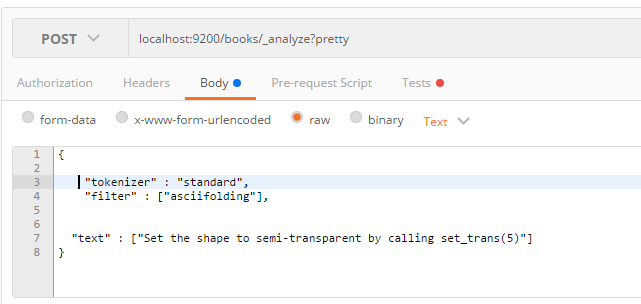 POST localhost:9200/books/_analyze?pretty
Authorization Headers Body Pre-request Script Tests
form-data x-www-form-urlencoded raw binary Text
1 {
2
3 "tokenizer" : "standard",
4 "filter" : ["asciifolding"],
5
6
7 "text" : ["Set the shape to semi-transparent by calling set_trans(5)"]
8 }